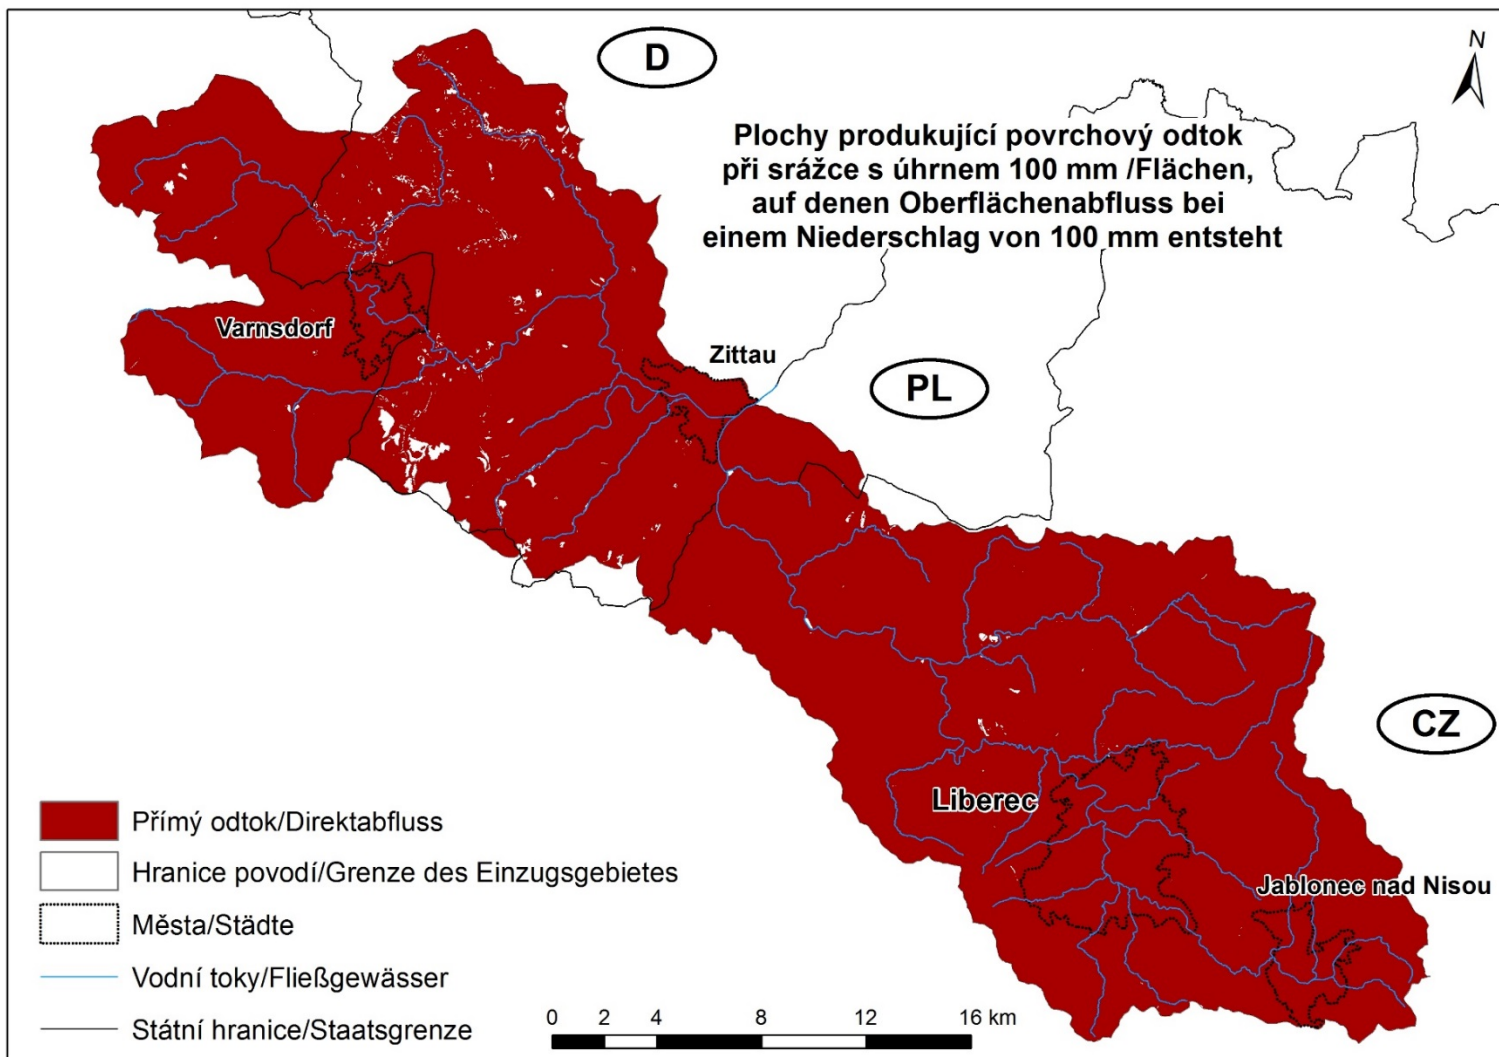 D
N
Plochy produkující povrchový odtok
při srážce s úhrnem 100 mm /Flächen,
auf denen Oberflächenabfluss bei
einem Niederschlag von 100 mm entsteht
Varnsdorf
Zittau
PL
CZ
Liberec
Jablonec nad Nisou
Přímý odtok/Direktabfluss
Hranice povodí/Grenze des Einzugsgebietes
Města/Städte
Vodní toky/Fließgewässer
Státní hranice/Staatsgrenze
0 2 4 8 12 16 km